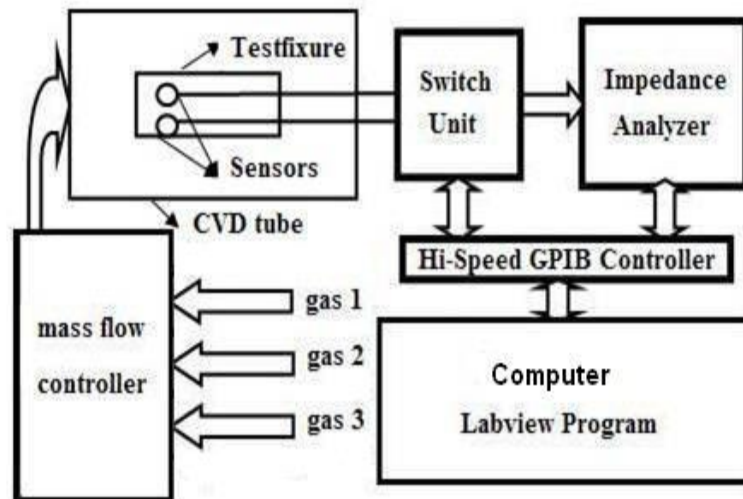 Testfixure
Sensors
CVD tube
Switch
Unit
Impedance
Analyzer
Hi-Speed GPIB Controller
mass flow
controller
gas 1
gas 2
gas 3
Computer
Labview Program